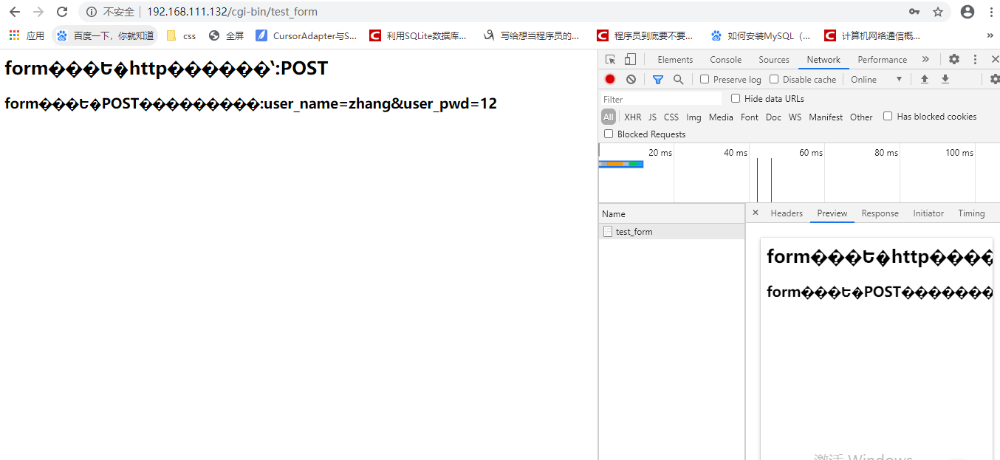 不安全 192.168.111.132/cgi-bin/test_form
应用 百度一下，你就知道 css 全屏 CursorAdapter与S... 利用SQLite数据库... 写给想当程序员的... 程序员到底要不要... 如何安装MySQL（... 计算机网络通信概... »
form���Ե�http������ʽ:POST
form���Ե�POST���������:user_name=zhang&user_pwd=12
Elements Console Sources Network Performance »
Preserve log Disable cache Online
Filter Hide data URLs
All XHR JS CSS Img Media Font Doc WS Manifest Other Has blocked cookies
Blocked Requests
20 ms 40 ms 60 ms 80 ms 100 ms
Name
test_form
× Headers Preview Response Initiator Timing
form���Ե�http����
form���Ե�POST�������
激活 Windows